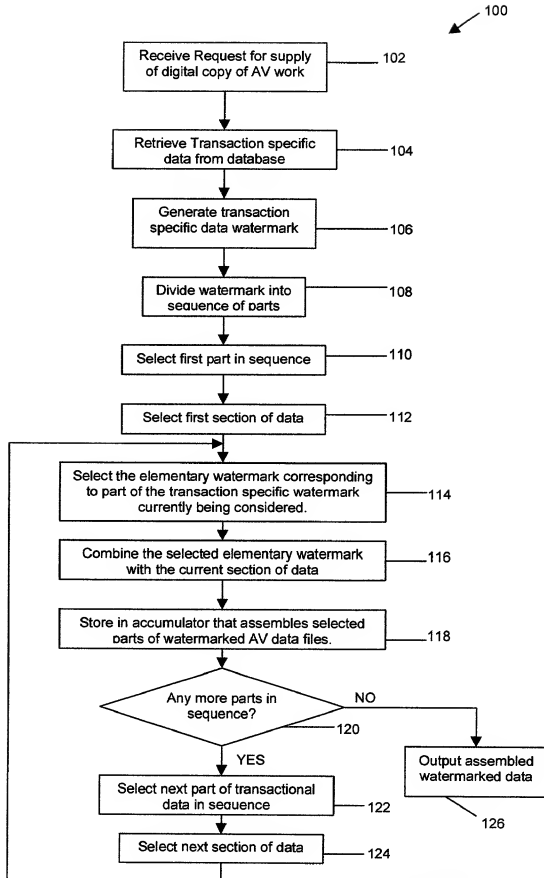 100
Receive Request for supply
of digital copy of AV work
102
Retrieve Transaction specific
data from database
104
Generate transaction
specific data watermark
106
Divide watermark into
sequence of parts
108
Select first part in sequence
110
Select first section of data
112
Select the elementary watermark corresponding
to part of the transaction specific watermark
currently being considered.
114
Combine the selected elementary watermark
with the current section of data
116
Store in accumulator that assembles selected
parts of watermarked AV data files.
118
Any more parts in
sequence?
120
NO
YES
Output assembled
watermarked data
126
Select next part of transactional
data in sequence
122
Select next section of data
124